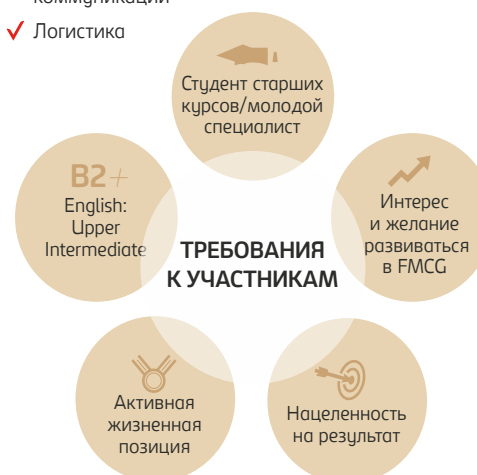 коммуникации
Логистика
Студент старших
курсов/молодой
специалист
B2+
English:
Upper
Intermediate
Интерес
и желание
развиваться
в FMCG
ТРЕБОВАНИЯ
К УЧАСТНИКАМ
Активная
жизненная
позиция
Нацеленность
на результат